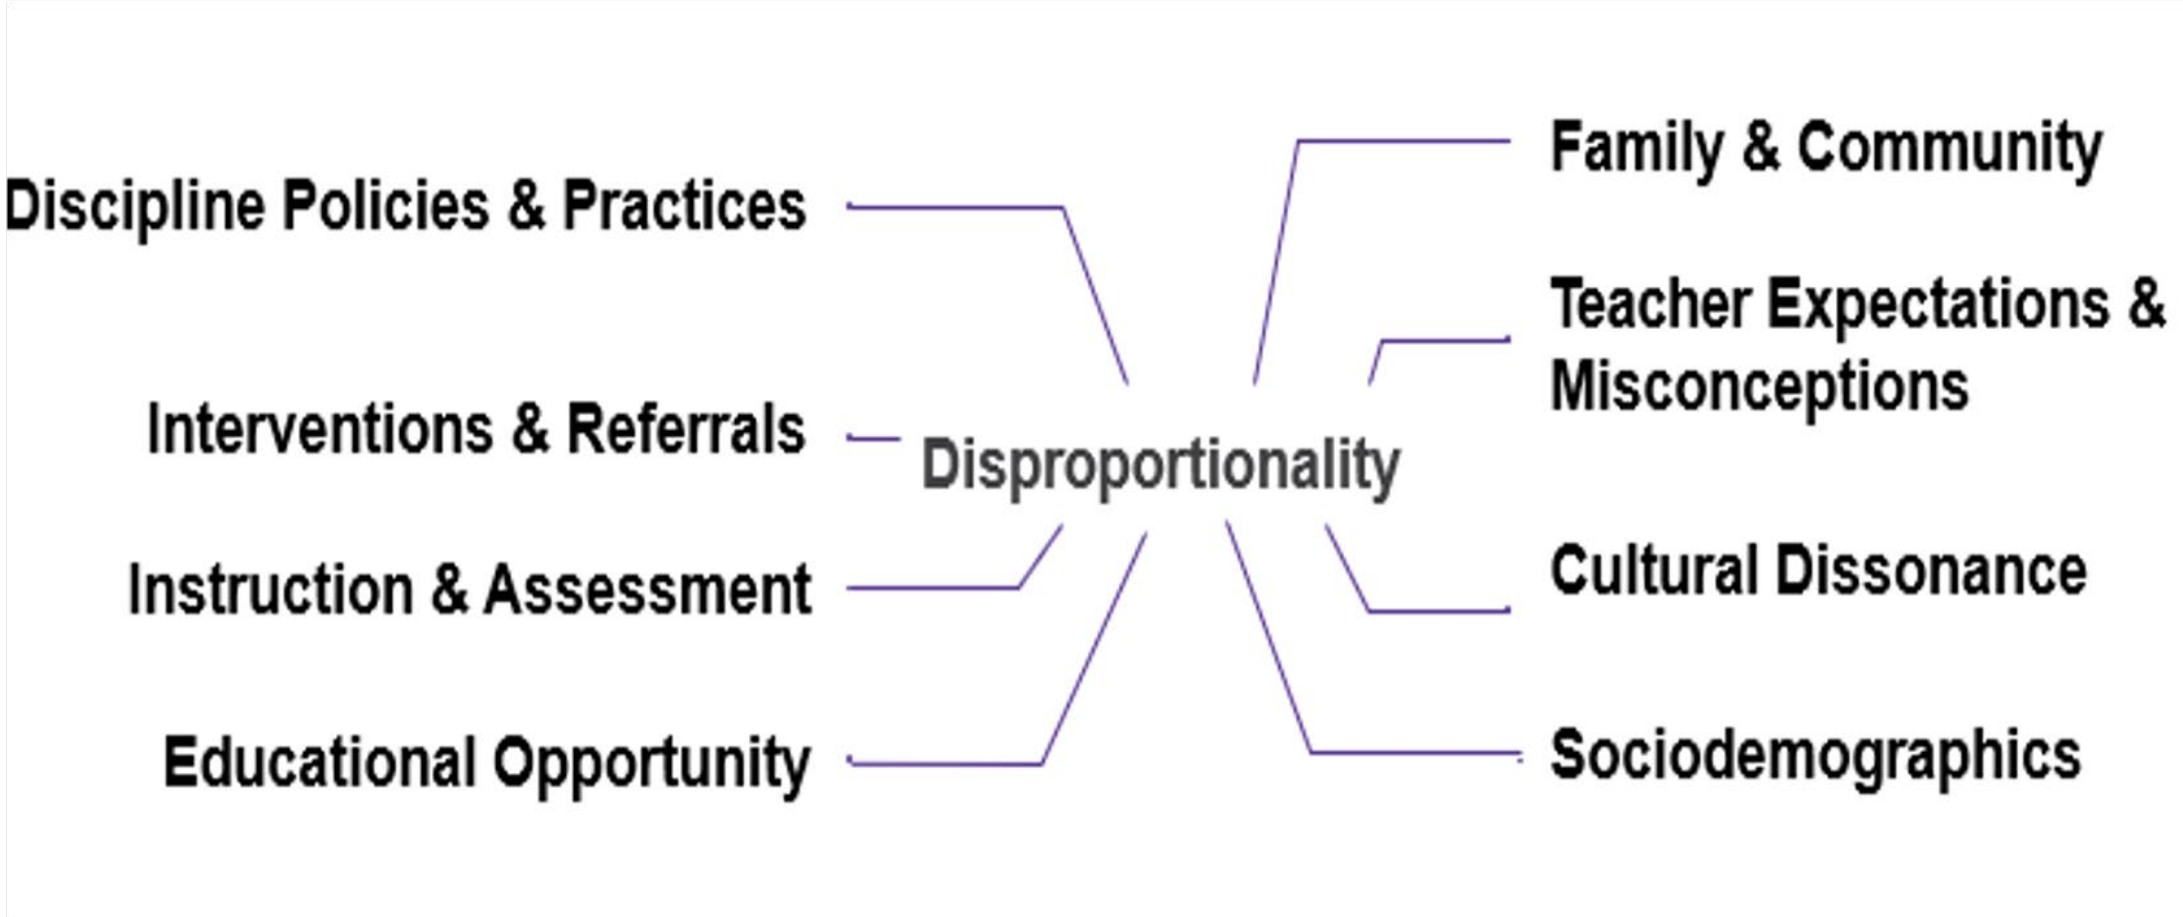 Discipline Policies & Practices
Interventions & Referrals
Instruction & Assessment
Educational Opportunity
Disproportionality
Family & Community
Teacher Expectations &
Misconceptions
Cultural Dissonance
Sociodemographics